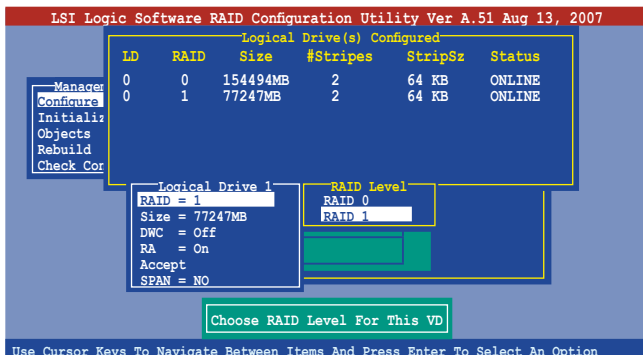 LSI Logic Software RAID Configuration Utility Ver A.51 Aug 13, 2007
Logical Drive(s) Configured
LD RAID Size #Stripes StripSz Status
0 0 154494MB 2 64 KB ONLINE
0 1 77247MB 2 64 KB ONLINE
Managem
Configure
Initializ
Objects
Rebuild
Check Con
Logical Drive 1
RAID = 1
Size = 77247MB
DWC = Off
RA = On
Accept
SPAN = NO
RAID Level
RAID 0
RAID 1
Choose RAID Level For This VD
Use Cursor Keys To Navigate Between Items And Press Enter To Select An Option